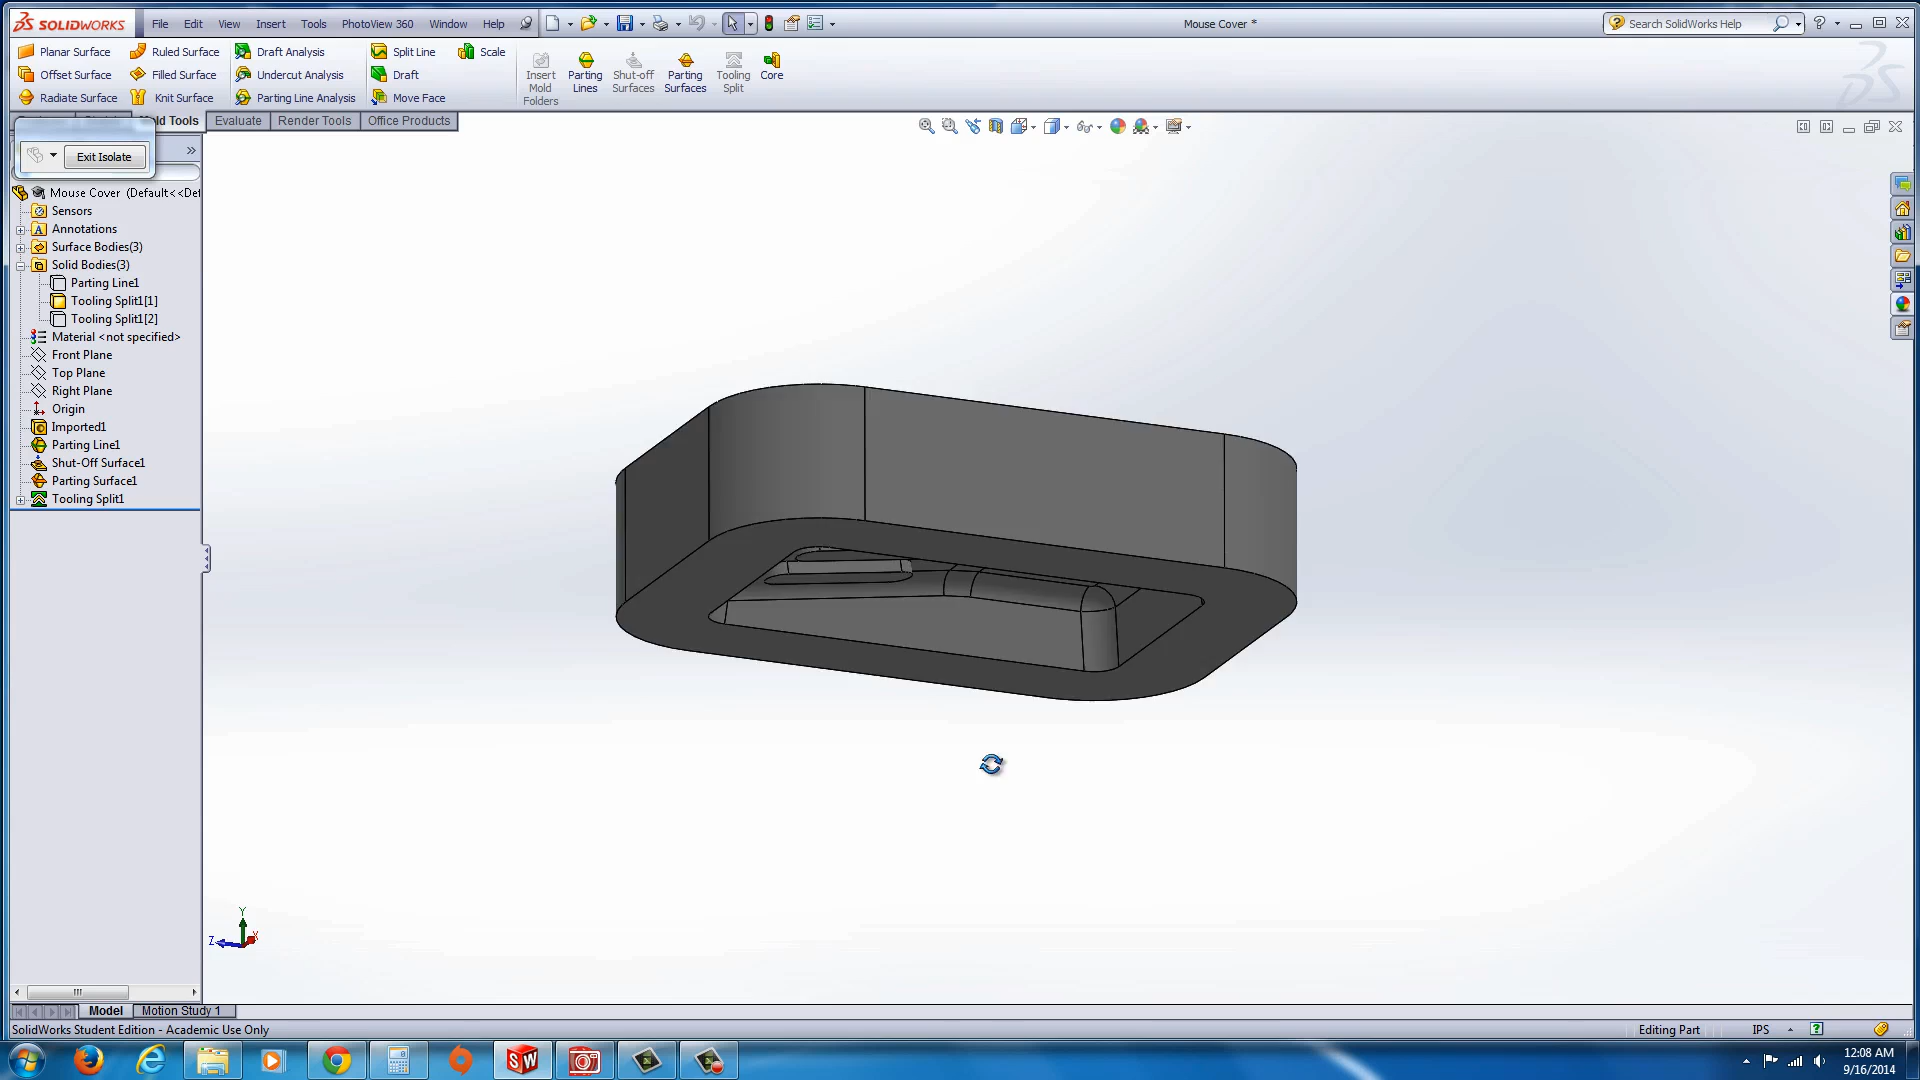 SOLIDWORKS File Edit View Insert Tools PhotoView 360 Window Help Mouse Cover * Search SolidWorks Help
Planar Surface Ruled Surface Draft Analysis Split Line Scale
Offset Surface Filled Surface Undercut Analysis Draft
Radiate Surface Knit Surface Parting Line Analysis Move Face
Insert Mold Folders
Parting Lines
Shut-off Surfaces
Parting Surfaces
Tooling Split
Core
Tools Evaluate Render Tools Office Products
Exit Isolate
Mouse Cover (Default<<Def
Sensors
Annotations
Surface Bodies(3)
Solid Bodies(3)
Parting Line1
Tooling Split1[1]
Tooling Split1[2]
Material <not specified>
Front Plane
Top Plane
Right Plane
Origin
Imported1
Parting Line1
Shut-Off Surface1
Parting Surface1
Tooling Split1
Y
Z X
Model Motion Study 1
SolidWorks Student Edition - Academic Use Only Editing Part IPS
SW
12:08 AM
9/16/2014